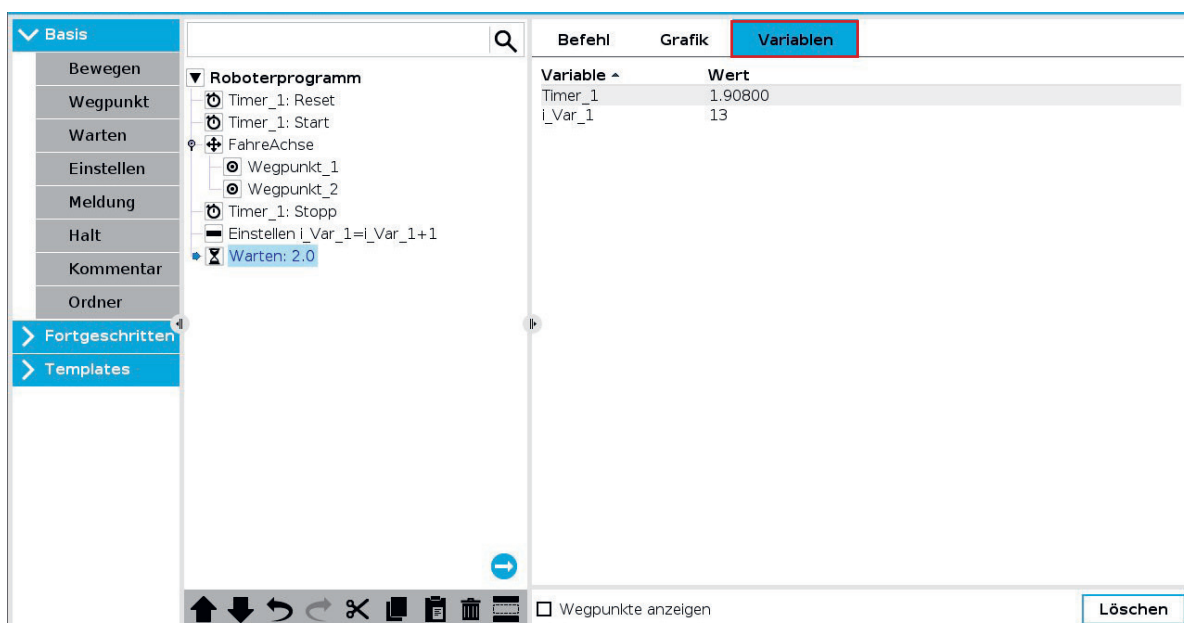 Basis
Bewegen
Wegpunkt
Warten
Einstellen
Meldung
Halt
Kommentar
Ordner
Fortgeschritten
Templates
Roboterprogramm
Timer_1: Reset
Timer_1: Start
FahreAchse
Wegpunkt_1
Wegpunkt_2
Timer_1: Stopp
Einstellen i_Var_1=i_Var_1+1
Warten: 2.0
Befehl Grafik Variablen
Variable Wert
Timer_1 1.90800
i_Var_1 13
Wegpunkte anzeigen
Löschen